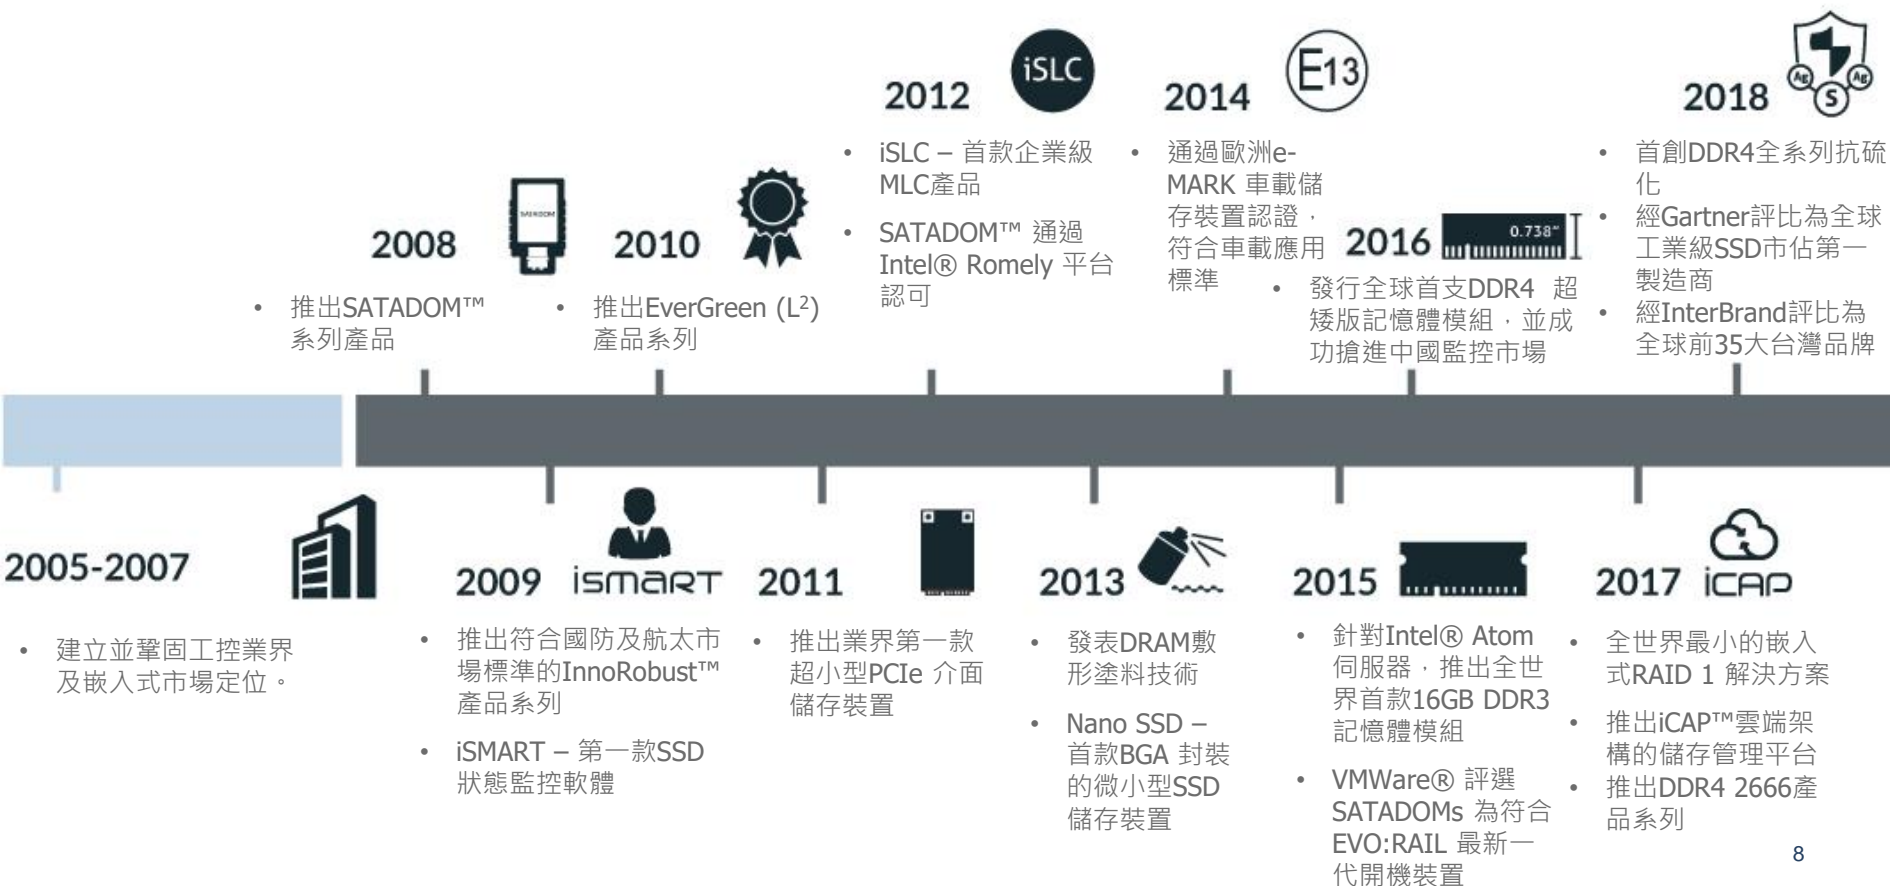 2005-2007
• 建立並鞏固工控業界
及嵌入式市場定位。
2008
SATADOM
• 推出SATADOM™
系列產品
2009
iSMART
• 推出符合國防及航太市
場標準的InnoRobust™
產品系列
• iSMART – 第一款SSD
狀態監控軟體
2010
• 推出EverGreen (L²)
產品系列
2011
• 推出業界第一款
超小型PCIe 介面
儲存裝置
2012
iSLC
• iSLC – 首款企業級
MLC產品
• SATADOM™ 通過
Intel® Romely 平台
認可
2013
• 發表DRAM敷
形塗料技術
• Nano SSD –
首款BGA 封裝
的微小型SSD
儲存裝置
2014
E13
• 通過歐洲e-
MARK 車載儲
存裝置認證，
符合車載應用
標準
2015
• 針對Intel® Atom
伺服器，推出全世
界首款16GB DDR3
記憶體模組
• VMWare® 評選
SATADOMs 為符合
EVO:RAIL 最新一
代開機裝置
2016
0.738"
• 發行全球首支DDR4 超
矮版記憶體模組，並成
功搶進中國監控市場
2017
iCAP
• 全世界最小的嵌入
式RAID 1 解決方案
• 推出iCAP™雲端架
構的儲存管理平台
• 推出DDR4 2666產
品系列
2018
Ag
S
Ag
• 首創DDR4全系列抗硫
化
• 經Gartner評比為全球
工業級SSD市佔第一
製造商
• 經InterBrand評比為
全球前35大台灣品牌
8